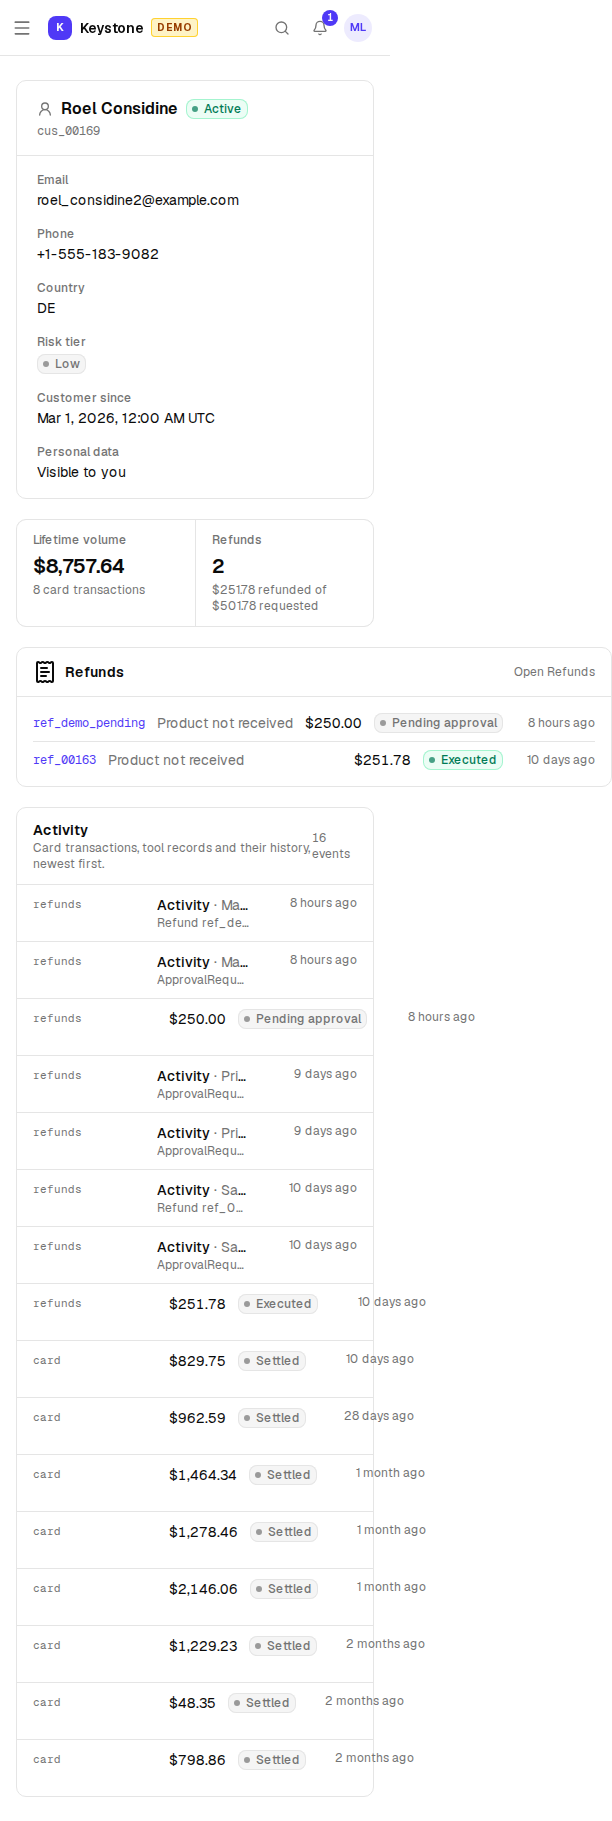 K Keystone DEMO 1 ML
Roel Considine Active
cus_00169
Email
roel_considine2@example.com
Phone
+1-555-183-9082
Country
DE
Risk tier
Low
Customer since
Mar 1, 2026, 12:00 AM UTC
Personal data
Visible to you
Lifetime volume
$8,757.64
8 card transactions
Refunds
2
$251.78 refunded of
$501.78 requested
Refunds Open Refunds
ref_demo_pending Product not received $250.00 Pending approval 8 hours ago
ref_00163 Product not received $251.78 Executed 10 days ago
Activity
Card transactions, tool records and their history,
newest first.
16
events
refunds Activity · Ma… 8 hours ago
Refund ref_de…
refunds Activity · Ma… 8 hours ago
ApprovalRequ…
refunds $250.00 Pending approval 8 hours ago
refunds Activity · Pri… 9 days ago
ApprovalRequ…
refunds Activity · Pri… 9 days ago
ApprovalRequ…
refunds Activity · Sa… 10 days ago
Refund ref_0…
refunds Activity · Sa… 10 days ago
ApprovalRequ…
refunds $251.78 Executed 10 days ago
card $829.75 Settled 10 days ago
card $962.59 Settled 28 days ago
card $1,464.34 Settled 1 month ago
card $1,278.46 Settled 1 month ago
card $2,146.06 Settled 1 month ago
card $1,229.23 Settled 2 months ago
card $48.35 Settled 2 months ago
card $798.86 Settled 2 months ago